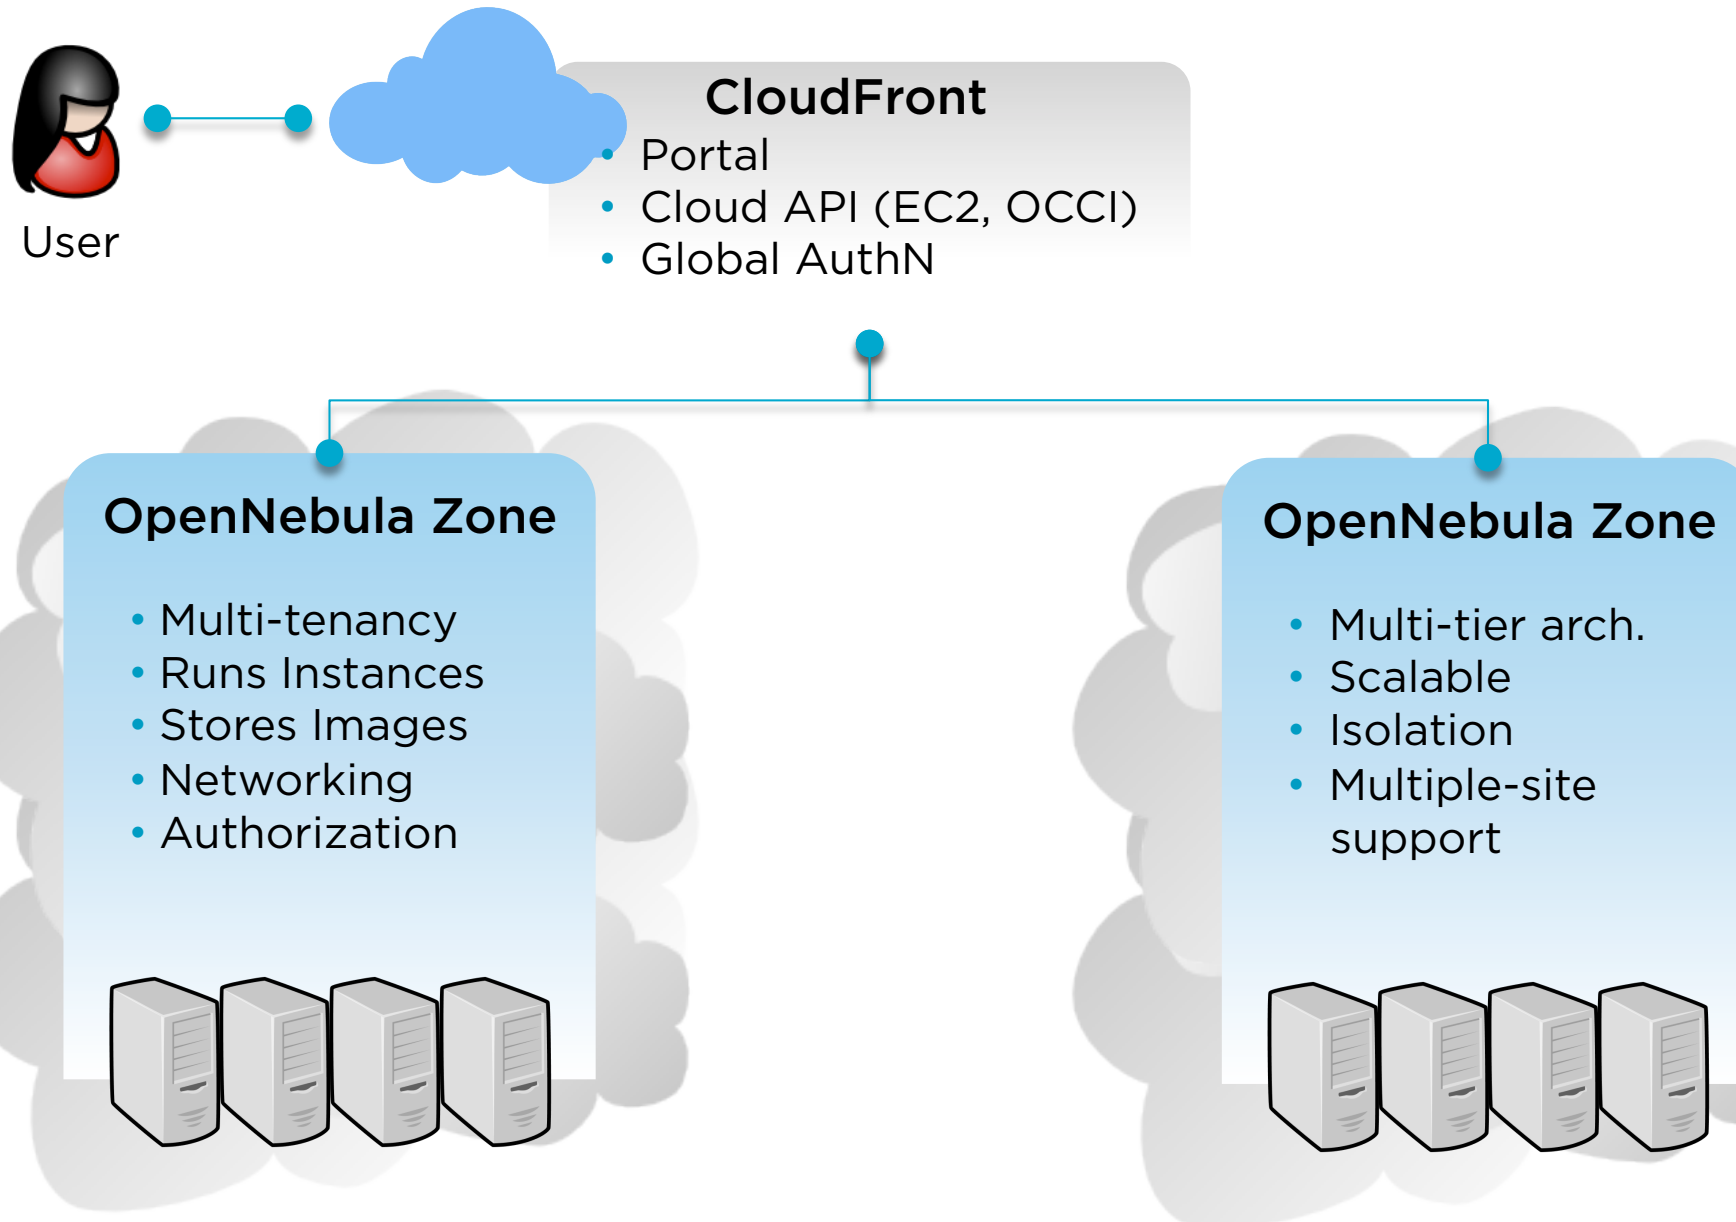 CloudFront
• Portal
• Cloud API (EC2, OCCI)
• Global AuthN
User
OpenNebula Zone
• Multi-tenancy
• Runs Instances
• Stores Images
• Networking
• Authorization
OpenNebula Zone
• Multi-tier arch.
• Scalable
• Isolation
• Multiple-site
support